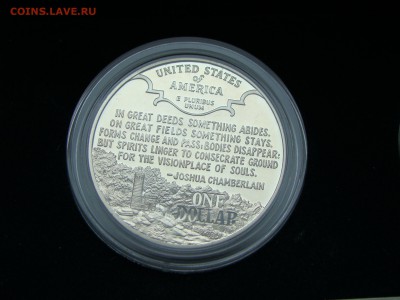 COINS.LAVE.RU
UNITED STATES
of
AMERICA
E PLURIBUS
UNUM
IN GREAT DEEDS SOMETHING ABIDES.
ON GREAT FIELDS SOMETHING STAYS.
FORMS CHANGE AND PASS; BODIES DISAPPEAR;
BUT SPIRITS LINGER TO CONSECRATE GROUND
FOR THE VISIONPLACE OF SOULS.
—JOSHUA CHAMBERLAIN
ONE
DOLLAR